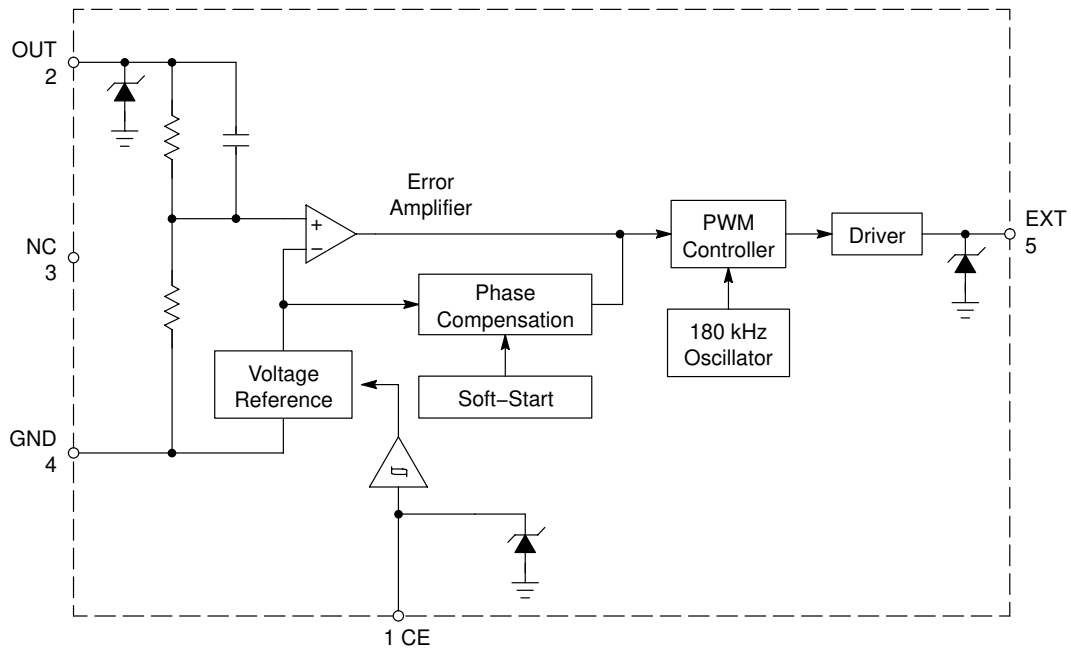 OUT
2
Error
Amplifier
+
−
NC
3
PWM
Controller
Driver
EXT
5
Phase
Compensation
180 kHz
Oscillator
Voltage
Reference
Soft−Start
GND
4
1 CE